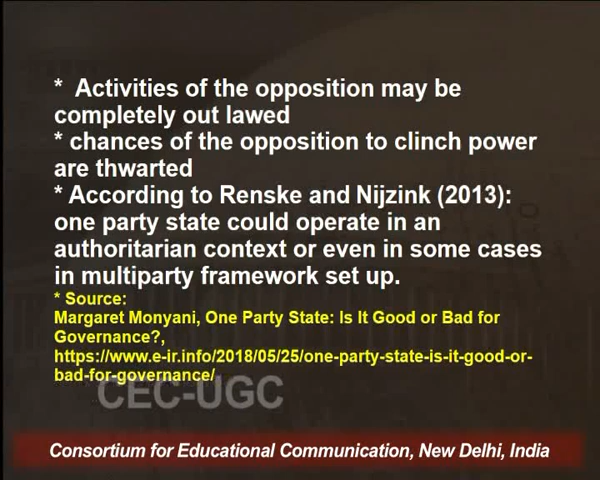 * Activities of the opposition may be
completely out lawed
* chances of the opposition to clinch power
are thwarted
* According to Renske and Nijzink (2013):
one party state could operate in an
authoritarian context or even in some cases
in multiparty framework set up.
* Source:
Margaret Monyani, One Party State: Is It Good or Bad for
Governance?,
https://www.e-ir.info/2018/05/25/one-party-state-is-it-good-or-
bad-for-governance/
CEC-UGC
Consortium for Educational Communication, New Delhi, India